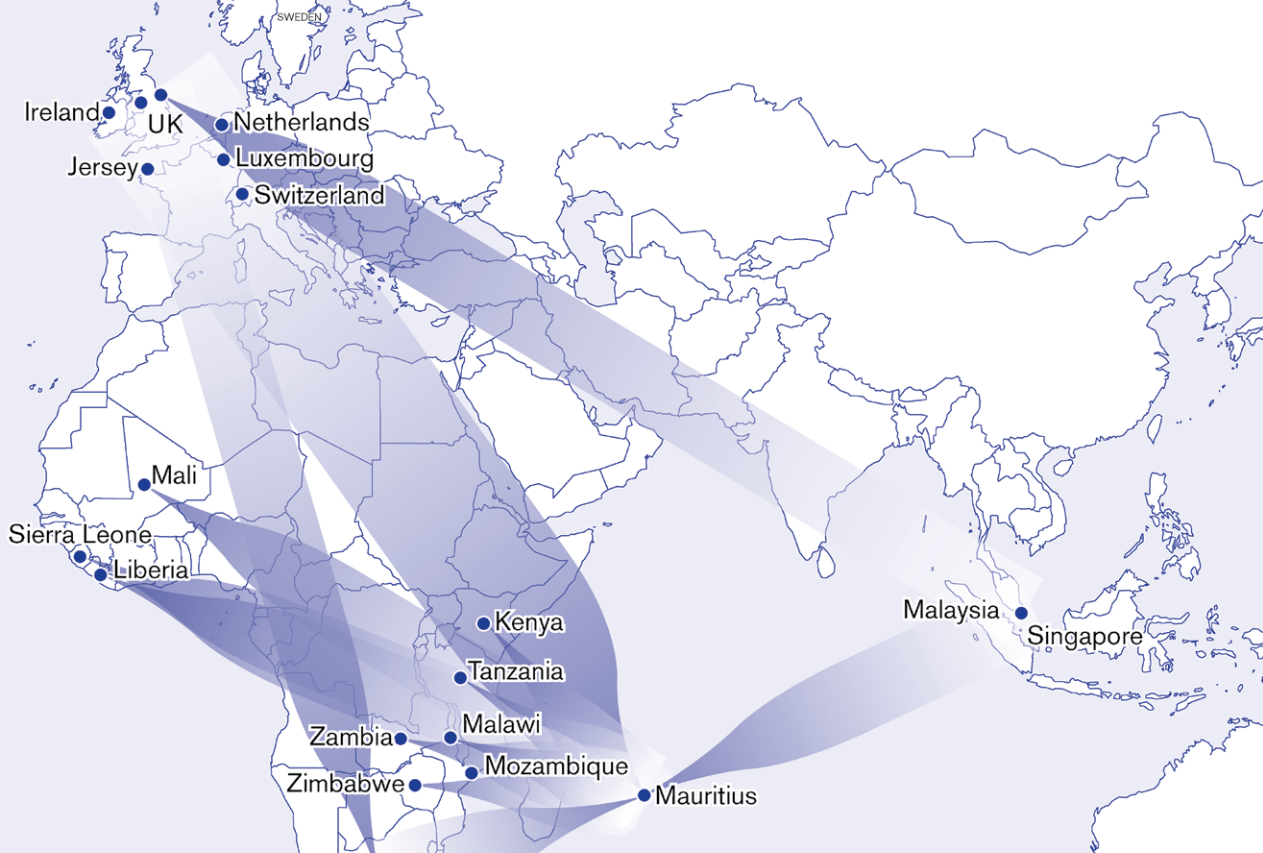 SWEDEN
Ireland
UK
Netherlands
Luxembourg
Jersey
Switzerland
Mali
Sierra Leone
Liberia
Kenya
Malaysia
Singapore
Tanzania
Malawi
Zambia
Mozambique
Zimbabwe
Mauritius